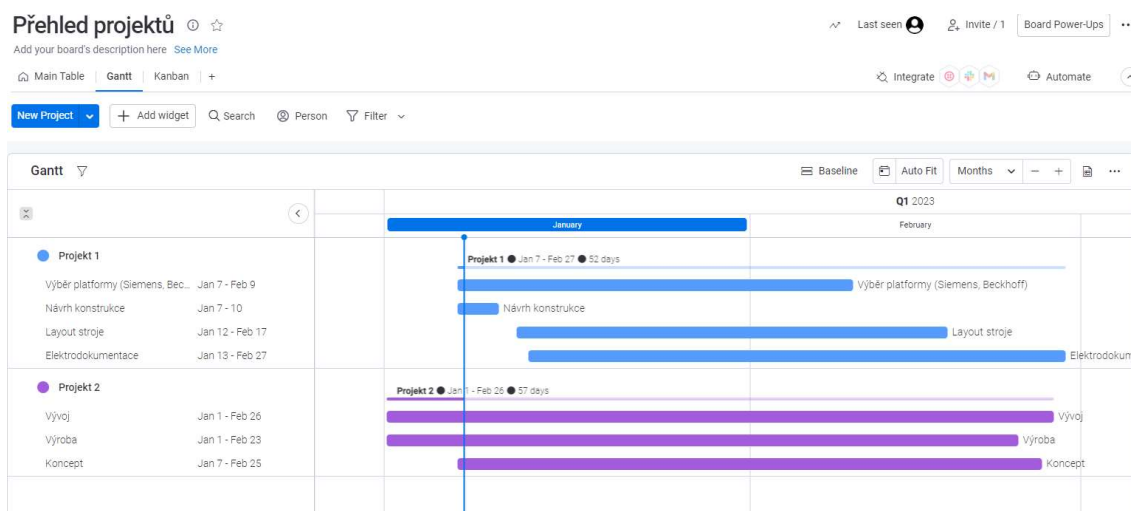 Přehled projektů
Last seen
Invite / 1
Board Power-Ups
Add your board's description here See More
Main Table
Gantt
Kanban
Integrate
Automate
New Project
Add widget
Search
Person
Filter
Gantt
Baseline
Auto Fit
Months
Q1 2023
January
February
Projekt 1
Projekt 1 ● Jan 7 - Feb 27 ● 52 days
Výběr platformy (Siemens, Bec... Jan 7 - Feb 9
Výběr platformy (Siemens, Beckhoff)
Návrh konstrukce Jan 7 - 10
Návrh konstrukce
Layout stroje Jan 12 - Feb 17
Layout stroje
Elektrodokumentace Jan 13 - Feb 27
Elektrodokum
Projekt 2
Projekt 2 ● Jan 1 - Feb 26 ● 57 days
Vývoj Jan 1 - Feb 26
Vývoj
Výroba Jan 1 - Feb 23
Výroba
Koncept Jan 7 - Feb 25
Koncept